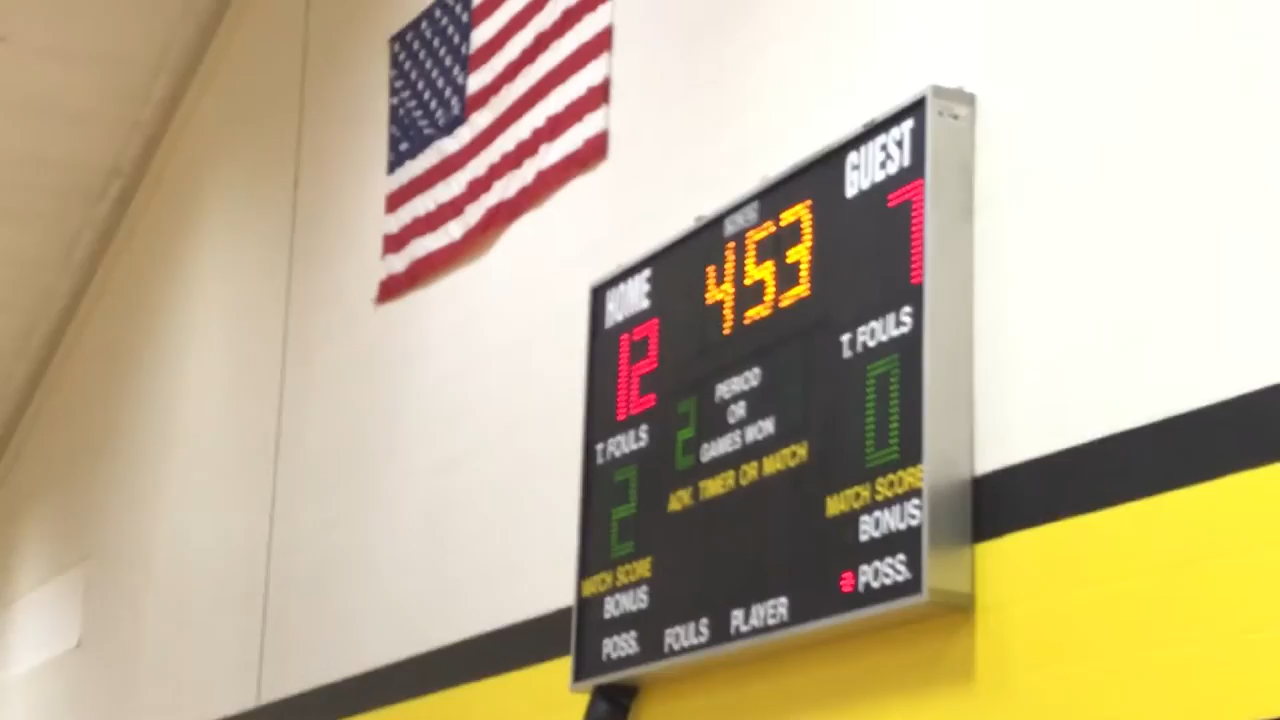 GUEST
HOME
453
7
12
T. FOULS
T. FOULS
2
PERIOD
OR
GAMES WON
0
2
ADV. TIMER OR MATCH
MATCH SCORE
MATCH SCORE
BONUS
BONUS
POSS.
POSS.
FOULS
PLAYER